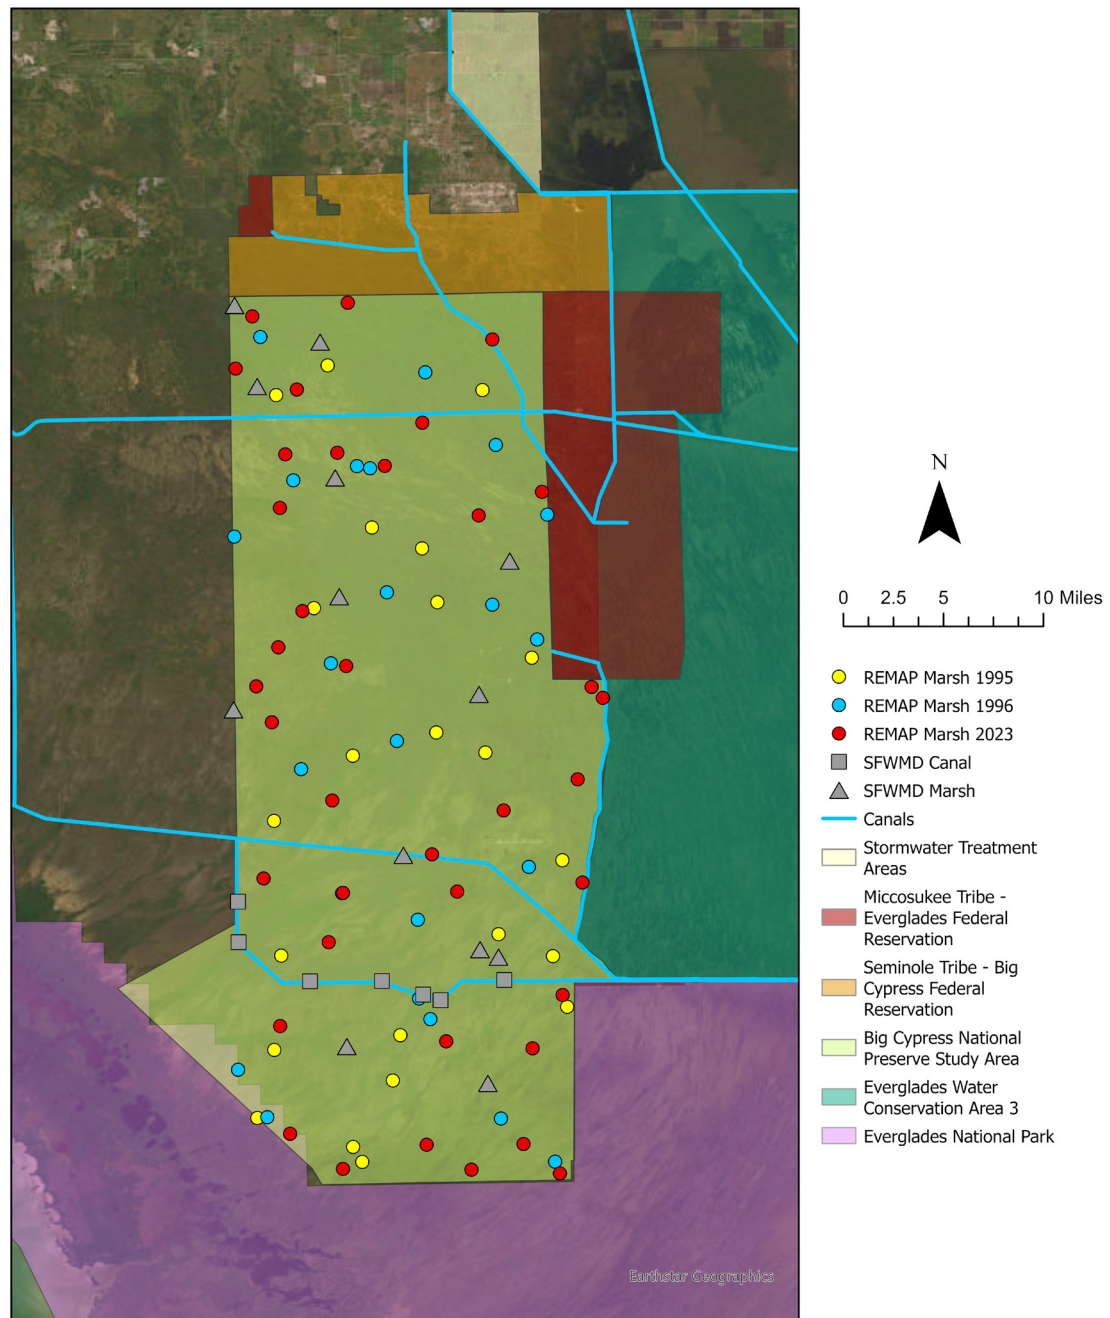 N
0 2.5 5 10 Miles
REMAP Marsh 1995
REMAP Marsh 1996
REMAP Marsh 2023
SFWMD Canal
SFWMD Marsh
Canals
Stormwater Treatment
Areas
Miccosukee Tribe -
Everglades Federal
Reservation
Seminole Tribe - Big
Cypress Federal
Reservation
Big Cypress National
Preserve Study Area
Everglades Water
Conservation Area 3
Everglades National Park
Earthstar Geographics